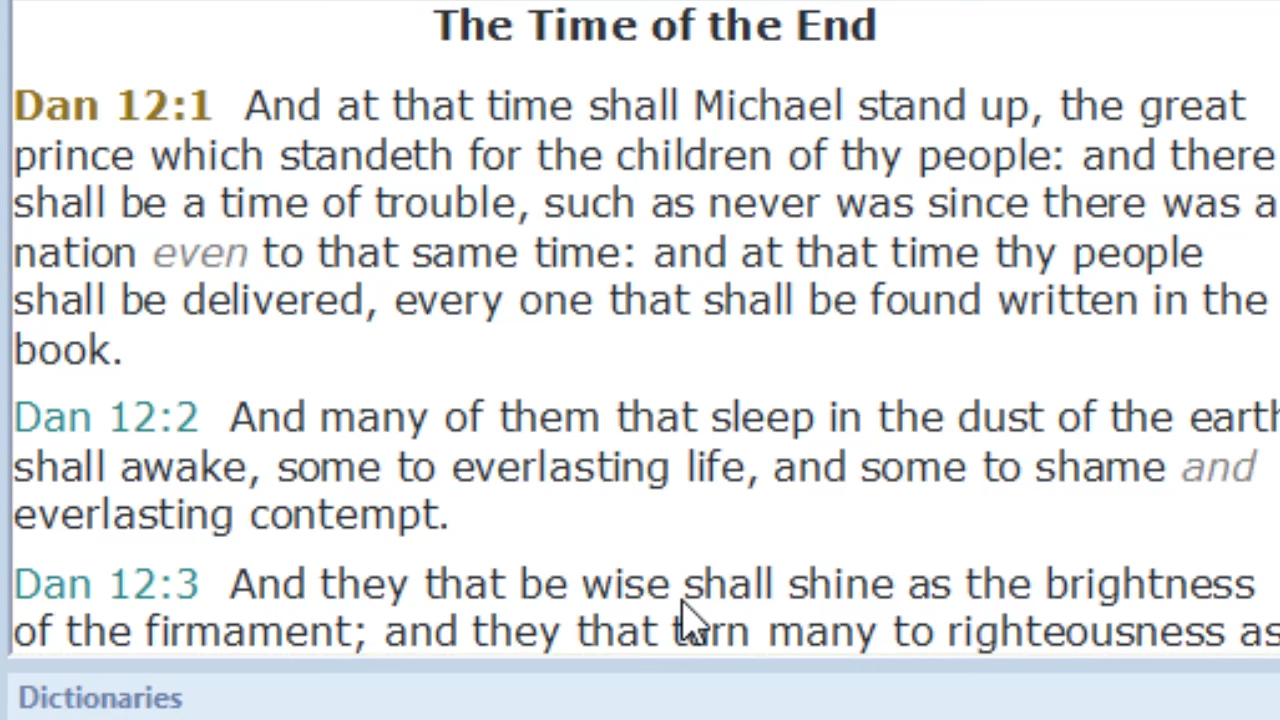 The Time of the End
Dan 12:1 And at that time shall Michael stand up, the great
prince which standeth for the children of thy people: and there
shall be a time of trouble, such as never was since there was a
nation even to that same time: and at that time thy people
shall be delivered, every one that shall be found written in the
book.
Dan 12:2 And many of them that sleep in the dust of the earth
shall awake, some to everlasting life, and some to shame and
everlasting contempt.
Dan 12:3 And they that be wise shall shine as the brightness
of the firmament; and they that turn many to righteousness as
Dictionaries